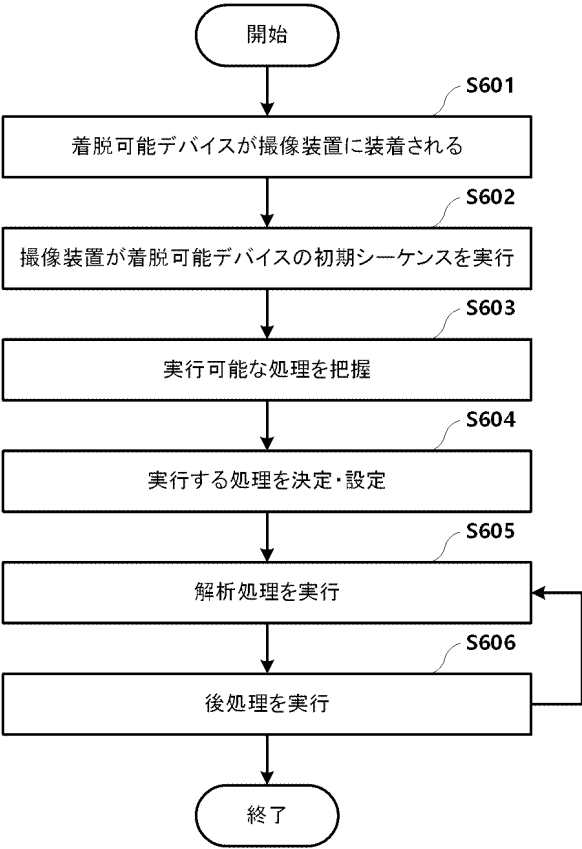 開始
S601
着脱可能デバイスが撮像装置に装着される
S602
撮像装置が着脱可能デバイスの初期シーケンスを実行
S603
実行可能な処理を把握
S604
実行する処理を決定・設定
S605
解析処理を実行
S606
後処理を実行
終了